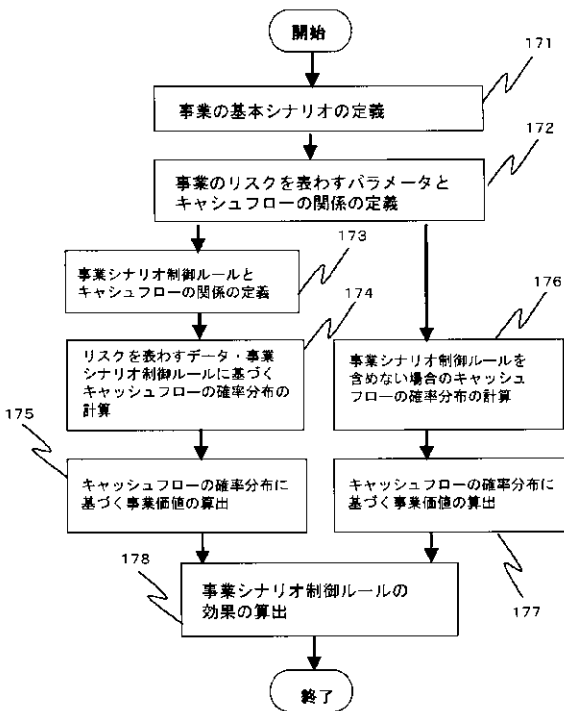 開始
171
事業の基本シナリオの定義
172
事業のリスクを表わすパラメータと
キャシュフローの関係の定義
173
事業シナリオ制御ルールと
キャシュフローの関係の定義
174
176
リスクを表わすデータ・事業
シナリオ制御ルールに基づく
キャシュフローの確率分布の
計算
事業シナリオ制御ルールを
含めない場合のキャッシュ
フローの確率分布の計算
175
キャッシュフローの確率分布に
基づく事業価値の算出
キャッシュフローの確率分布に
基づく事業価値の算出
178
177
事業シナリオ制御ルールの
効果の算出
終了